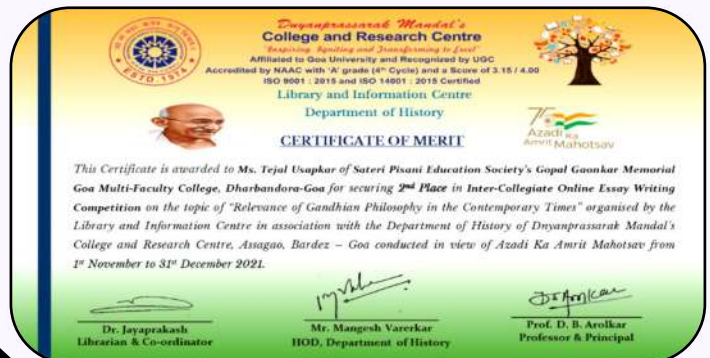 Dnyanprassarak Mandal's
College and Research Centre
"Inspiring, Igniting and Transforming to Excel"
Affiliated to Goa University and Recognized by UGC
Accredited by NAAC with 'A' grade (4th Cycle) and a Score of 3.15 / 4.00
ISO 9001 : 2015 and ISO 14001 : 2015 Certified
Library and Information Centre
Department of History
CERTIFICATE OF MERIT
ESTD. 1974
75
Azadi Ka
Amrit Mahotsav
This Certificate is awarded to Ms. Tejal Usapkar of Sateri Pisani Education Society's Gopal Gaonkar Memorial
Goa Multi-Faculty College, Dharbandora-Goa for securing 2nd Place in Inter-Collegiate Online Essay Writing
Competition on the topic of "Relevance of Gandhian Philosophy in the Contemporary Times" organised by the
Library and Information Centre in association with the Department of History of Dnyanprassarak Mandal's
College and Research Centre, Assagao, Bardez – Goa conducted in view of Azadi Ka Amrit Mahotsav from
1st November to 31st December 2021.
Dr. Jayaprakash
Librarian & Co-ordinator
Mr. Mangesh Varerkar
HOD, Department of History
Prof. D. B. Arolkar
Professor & Principal